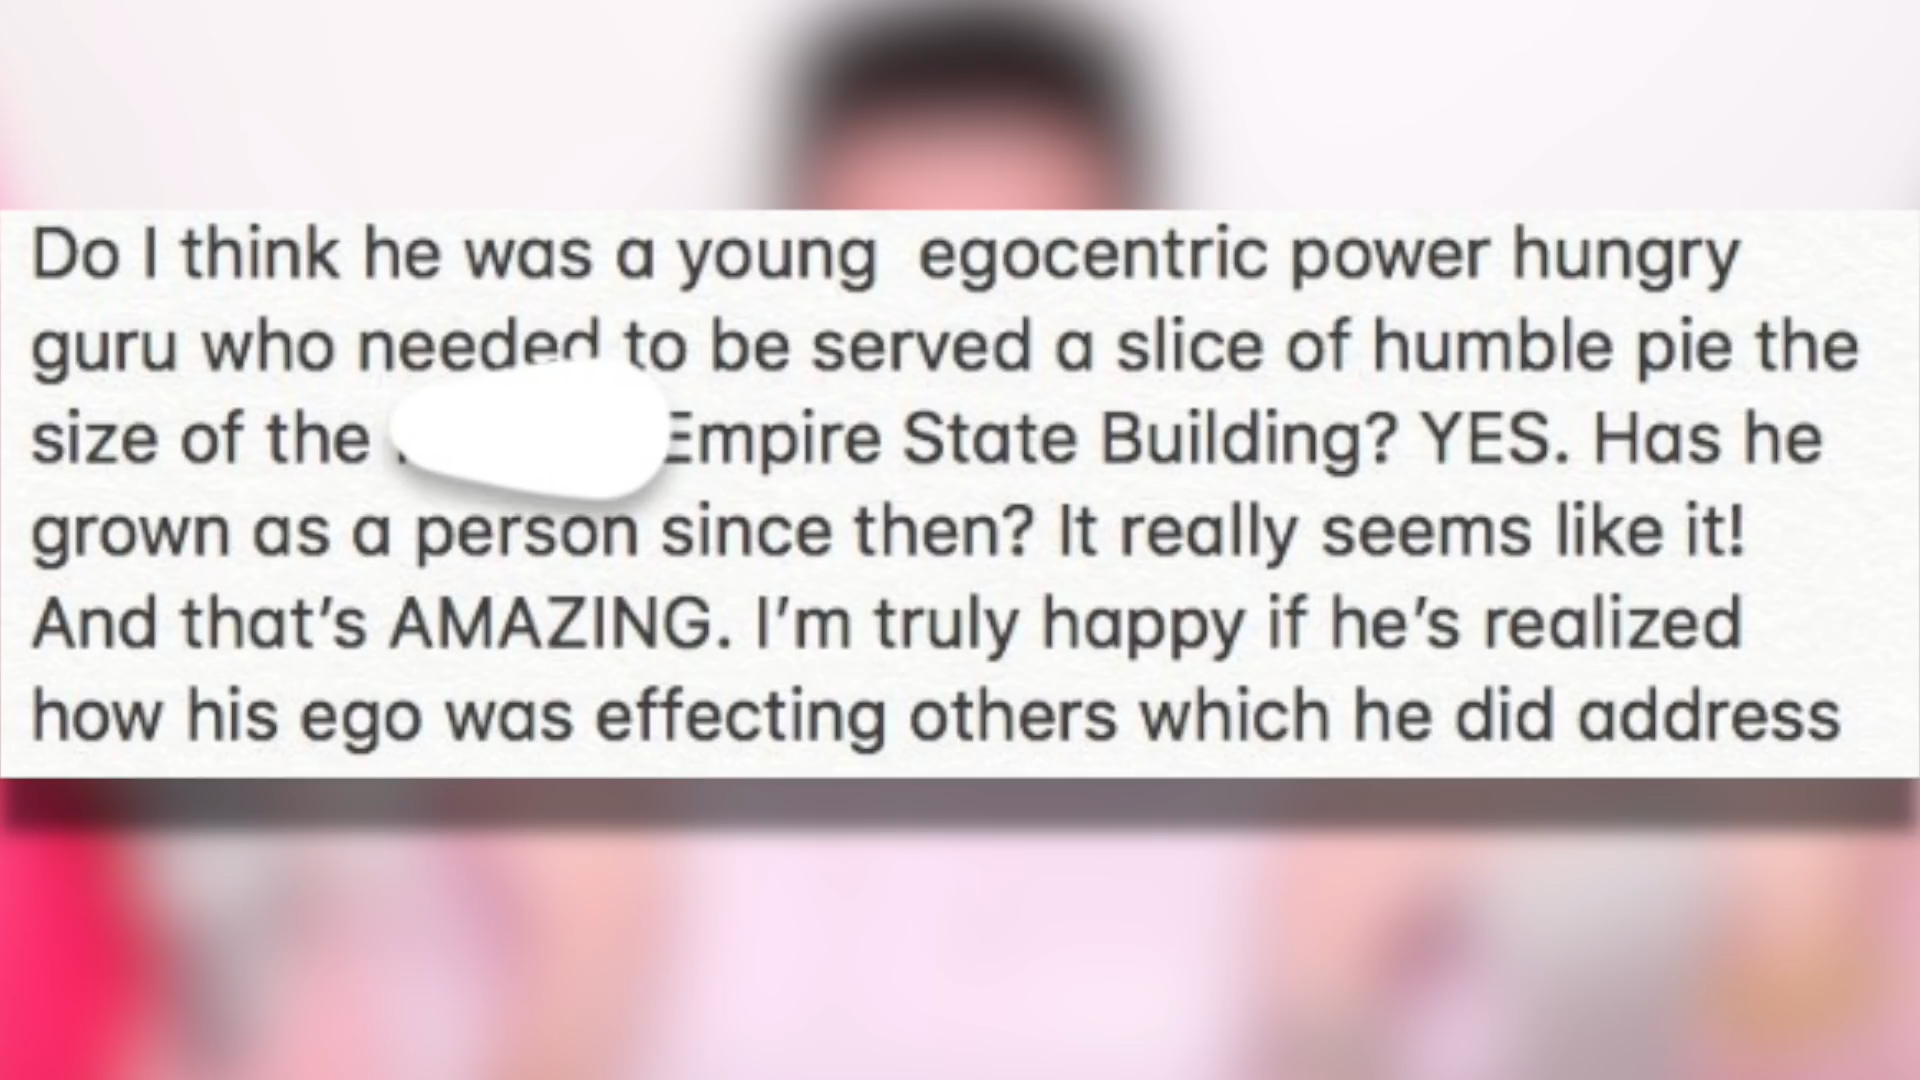 Do I think he was a young  egocentric power hungry
guru who needed to be served a slice of humble pie the
size of the Empire State Building? YES. Has he
grown as a person since then? It really seems like it!
And that’s AMAZING. I’m truly happy if he’s realized
how his ego was effecting others which he did address